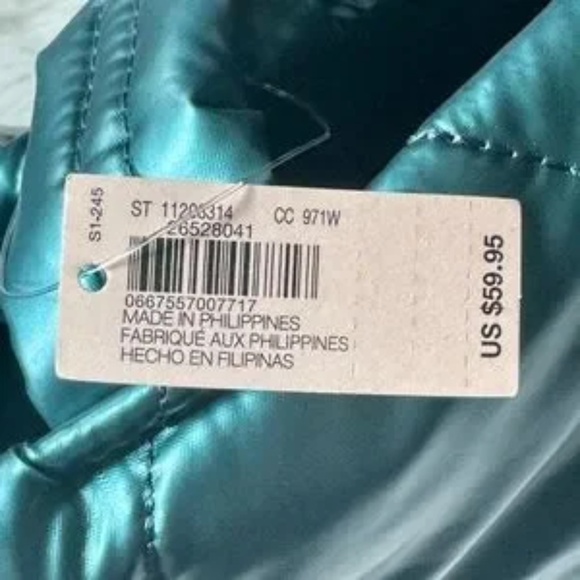 S1-245
ST 11208314 CC 971W
26528041
0667557007717
MADE IN PHILIPPINES
FABRIQUÉ AUX PHILIPPINES
HECHO EN FILIPINAS
US $59.95